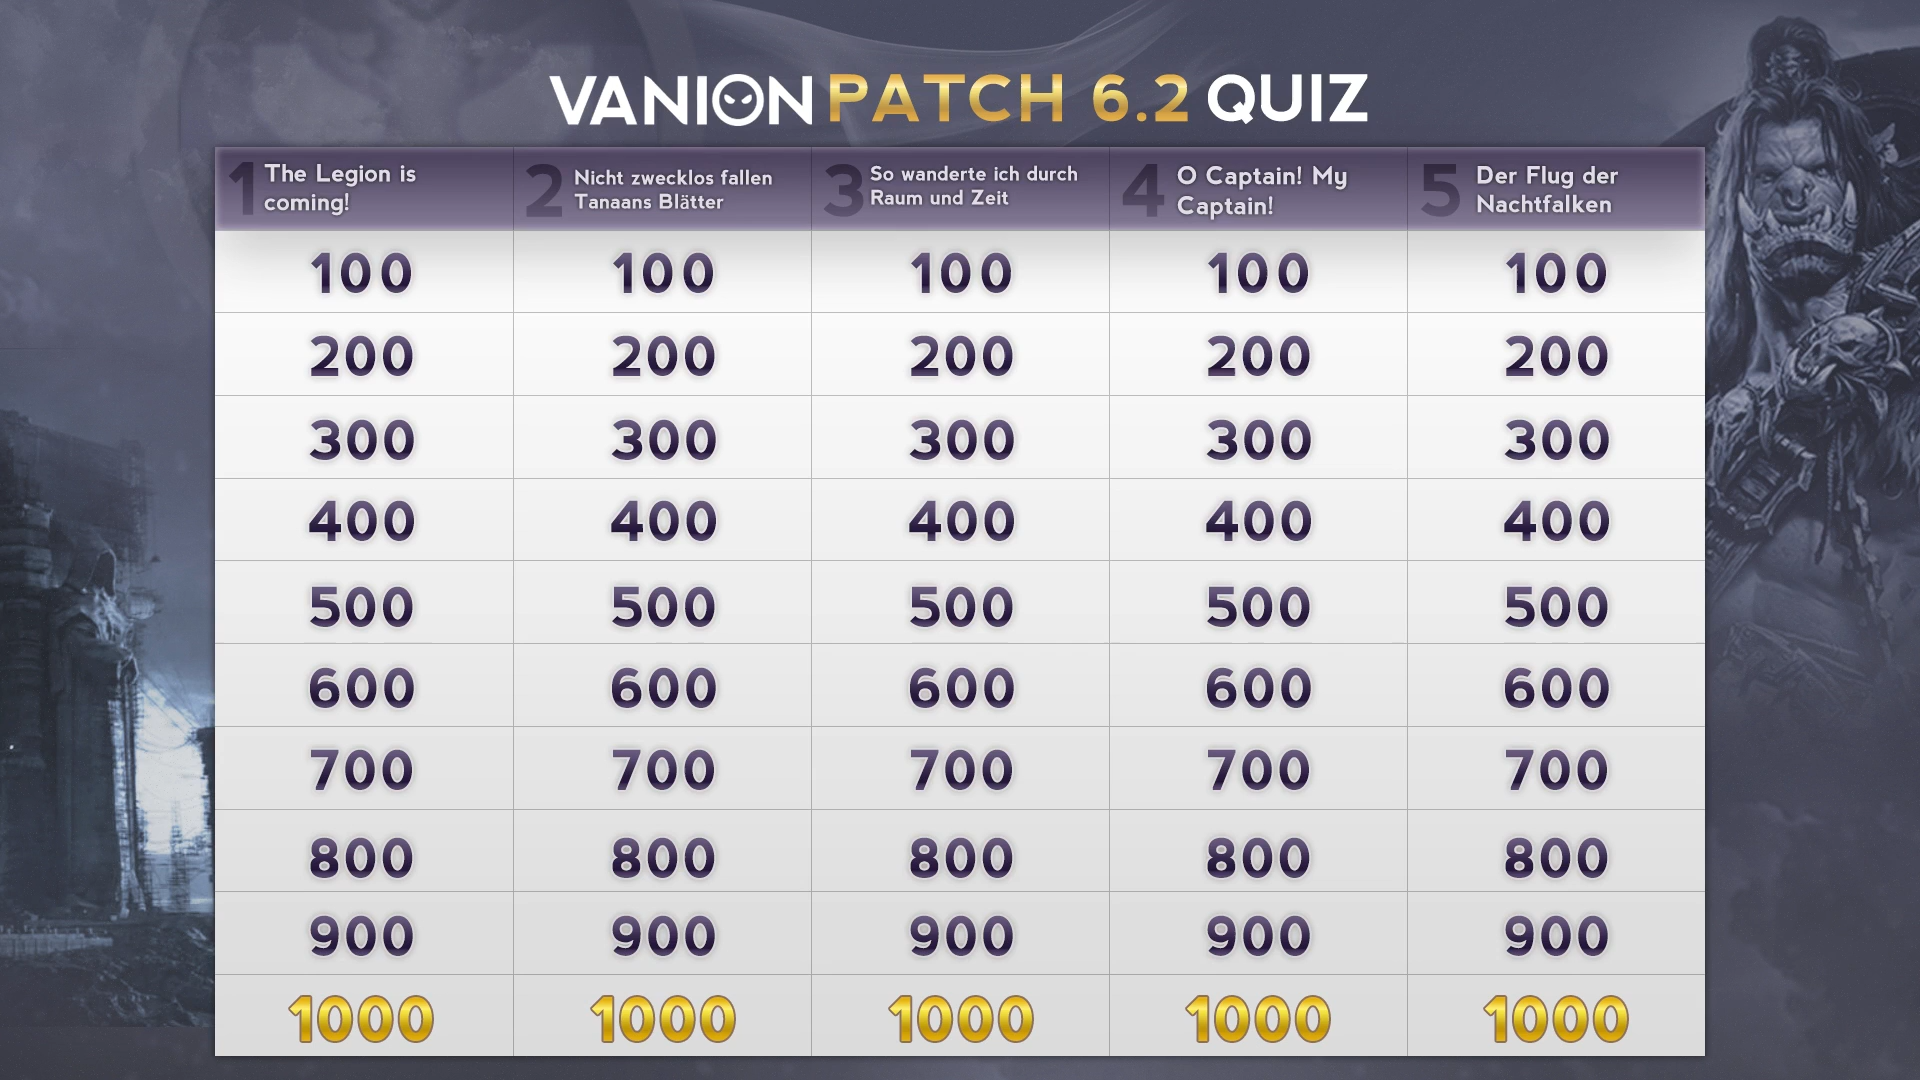 VANION PATCH 6.2 QUIZ
1 The Legion is
coming!
2 Nicht zwecklos fallen
Tanaans Blätter
3 So wanderte ich durch
Raum und Zeit
4 O Captain! My
Captain!
5 Der Flug der
Nachtfalken
100 100 100 100 100
200 200 200 200 200
300 300 300 300 300
400 400 400 400 400
500 500 500 500 500
600 600 600 600 600
700 700 700 700 700
800 800 800 800 800
900 900 900 900 900
1000 1000 1000 1000 1000